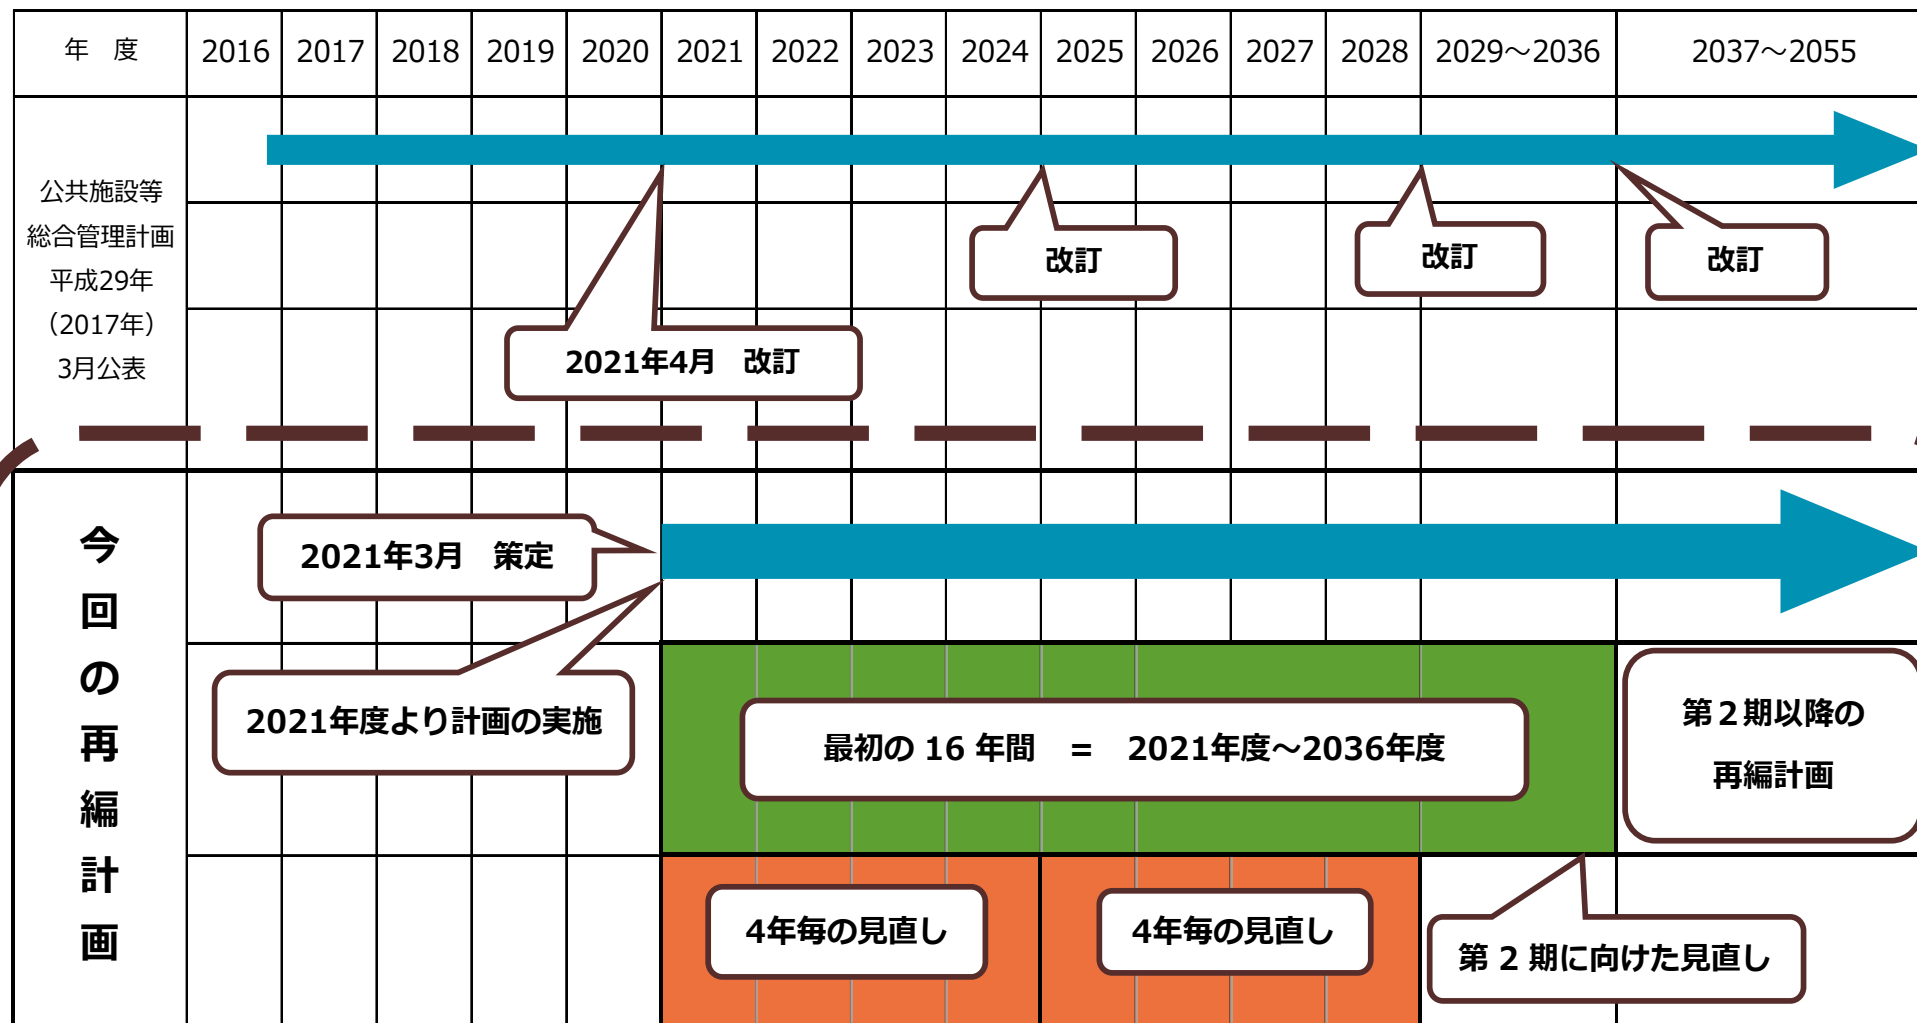 年　度 2016 2017 2018 2019 2020 2021 2022 2023 2024 2025 2026 2027 2028 2029～2036 2037～2055
公共施設等
総合管理計画
平成29年
（2017年）
3月公表
改訂
改訂
改訂
2021年4月　改訂
今回の再編計画
2021年3月　策定
2021年度より計画の実施
最初の 16 年間　=　2021年度～2036年度
第２期以降の
再編計画
4年毎の見直し
4年毎の見直し
第 2 期に向けた見直し